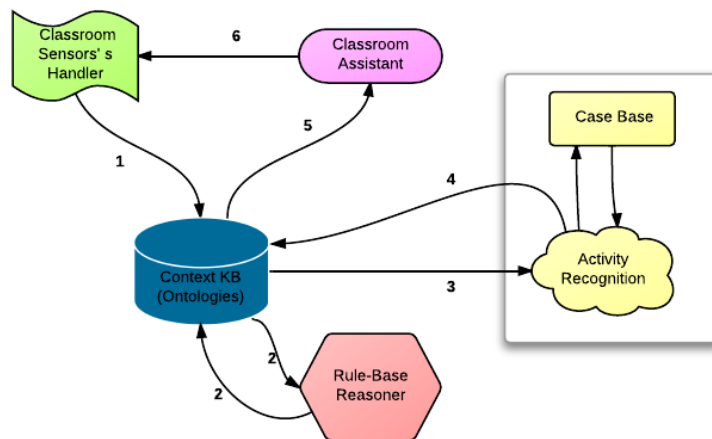 Classroom
Sensors' s
Handler
6
Classroom
Assistant
Case Base
1
5
4
Activity
Recognition
Context KB
(Ontologies)
3
2
2
Rule-Base
Reasoner